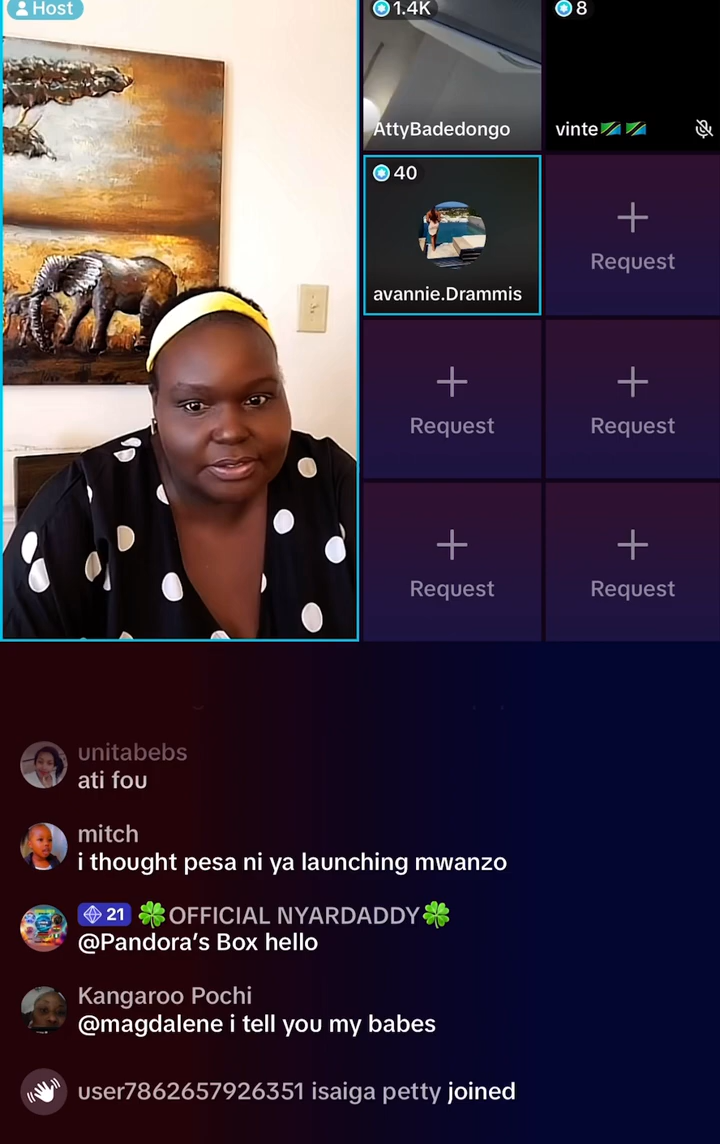 Host
1.4K
8
AttyBadedongo
vinte🇹🇿🇹🇿
40
avannie.Drammis
Request
Request
Request
Request
Request
unitabebs
ati fou
mitch
i thought pesa ni ya launching mwanzo
21 🍀OFFICIAL NYARDADDY🍀
@Pandora’s Box hello
Kangaroo Pochi
@magdalene i tell you my babes
user7862657926351 isaiga petty joined